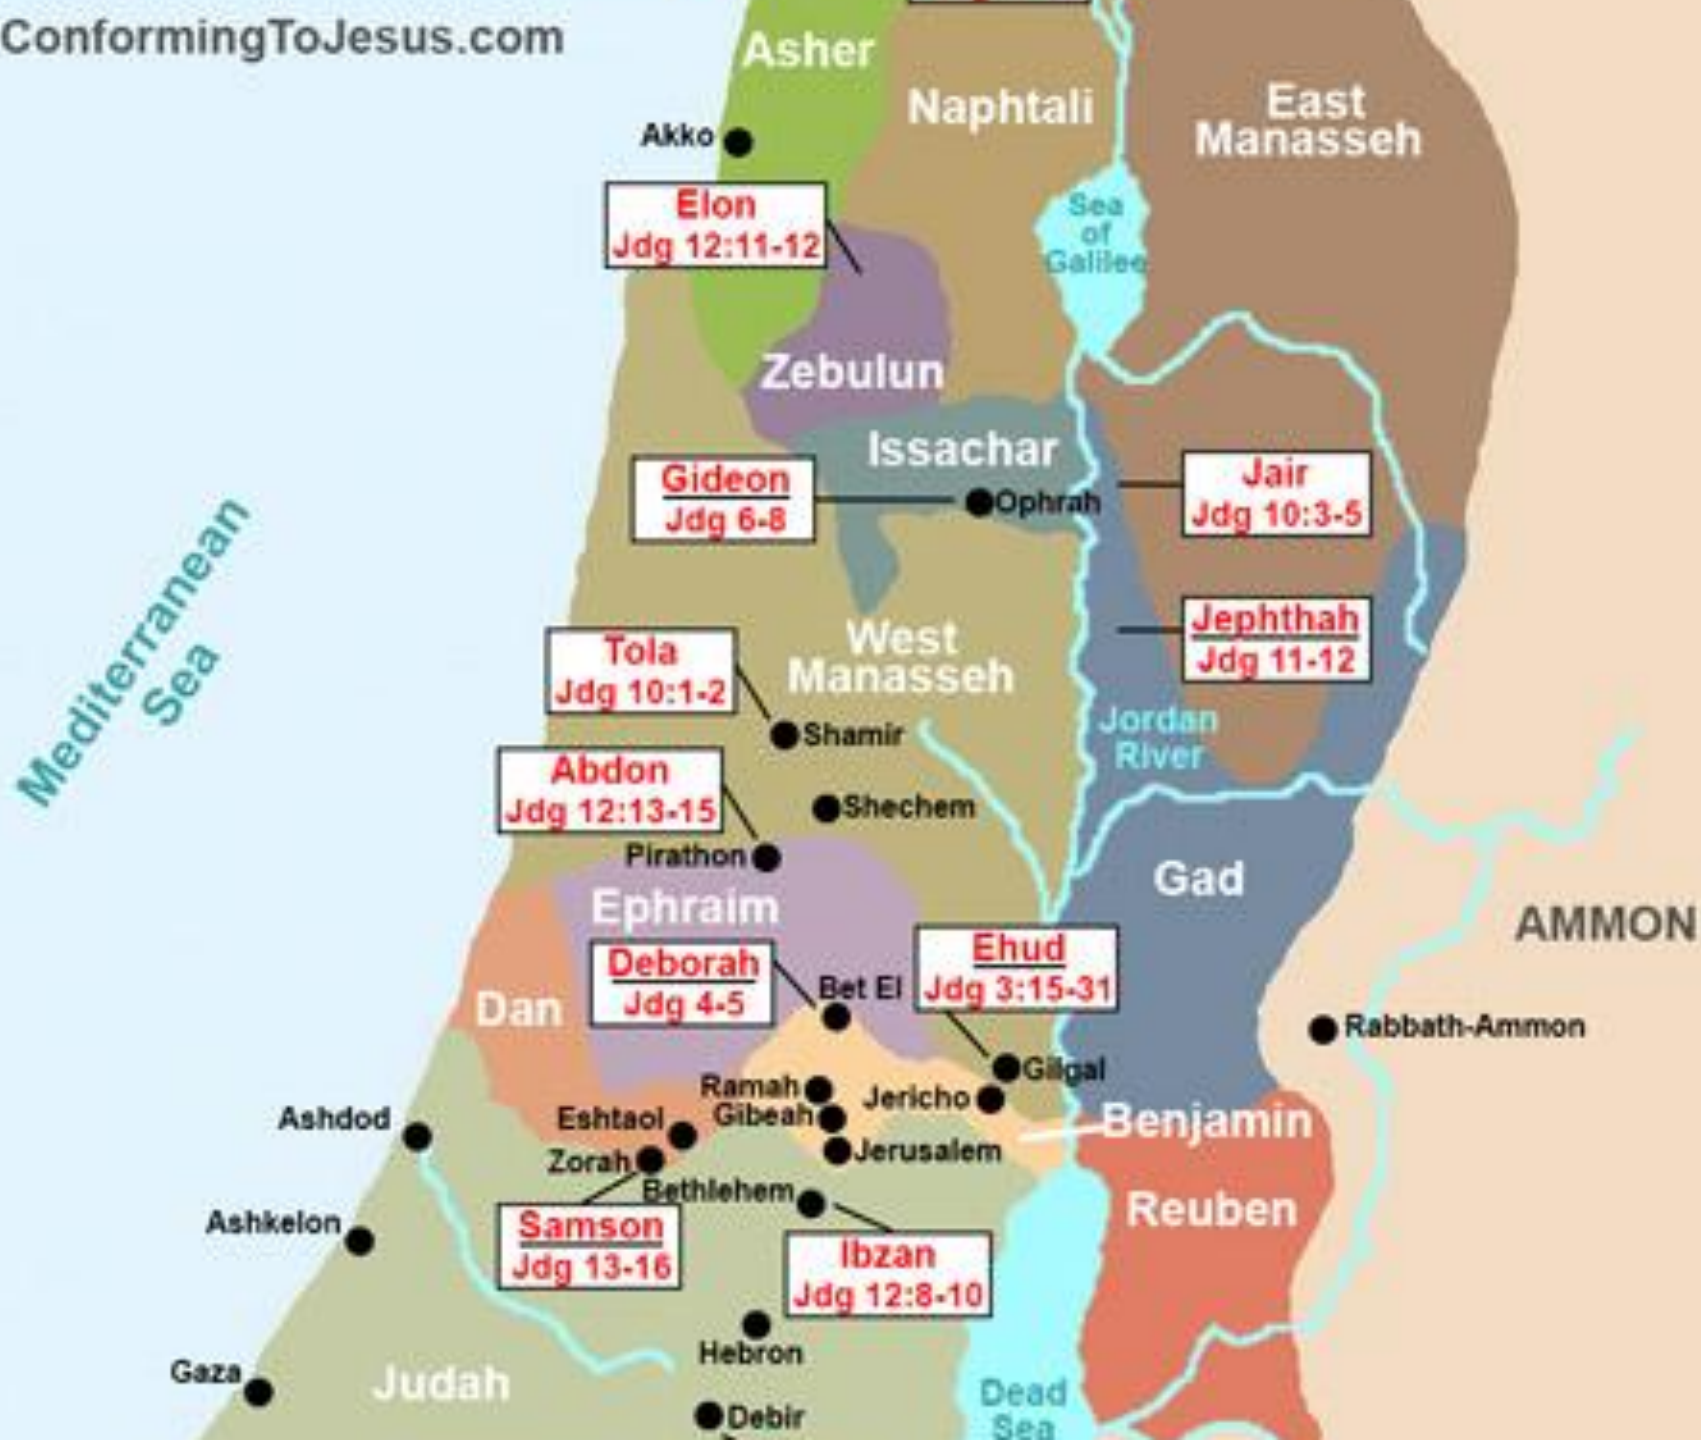 ConformingToJesus.com
Asher
Naphtali
East
Manasseh
Akko
Elon
Jdg 12:11-12
Sea
of
Galilee
Zebulun
Issachar
Gideon
Jdg 6-8
Ophrah
Jair
Jdg 10:3-5
Mediterranean
Sea
Jephthah
Jdg 11-12
Tola
Jdg 10:1-2
West
Manasseh
Shamir
Jordan
River
Abdon
Jdg 12:13-15
Shechem
Pirathon
Gad
Ephraim
AMMON
Deborah
Jdg 4-5
Bet El
Ehud
Jdg 3:15-31
Dan
Rabbath-Ammon
Gilgal
Ramah
Jericho
Gibeah
Benjamin
Ashdod
Eshtaol
Jerusalem
Zorah
Bethlehem
Reuben
Ashkelon
Samson
Jdg 13-16
Ibzan
Jdg 12:8-10
Hebron
Gaza
Judah
Dead
Sea
Debir